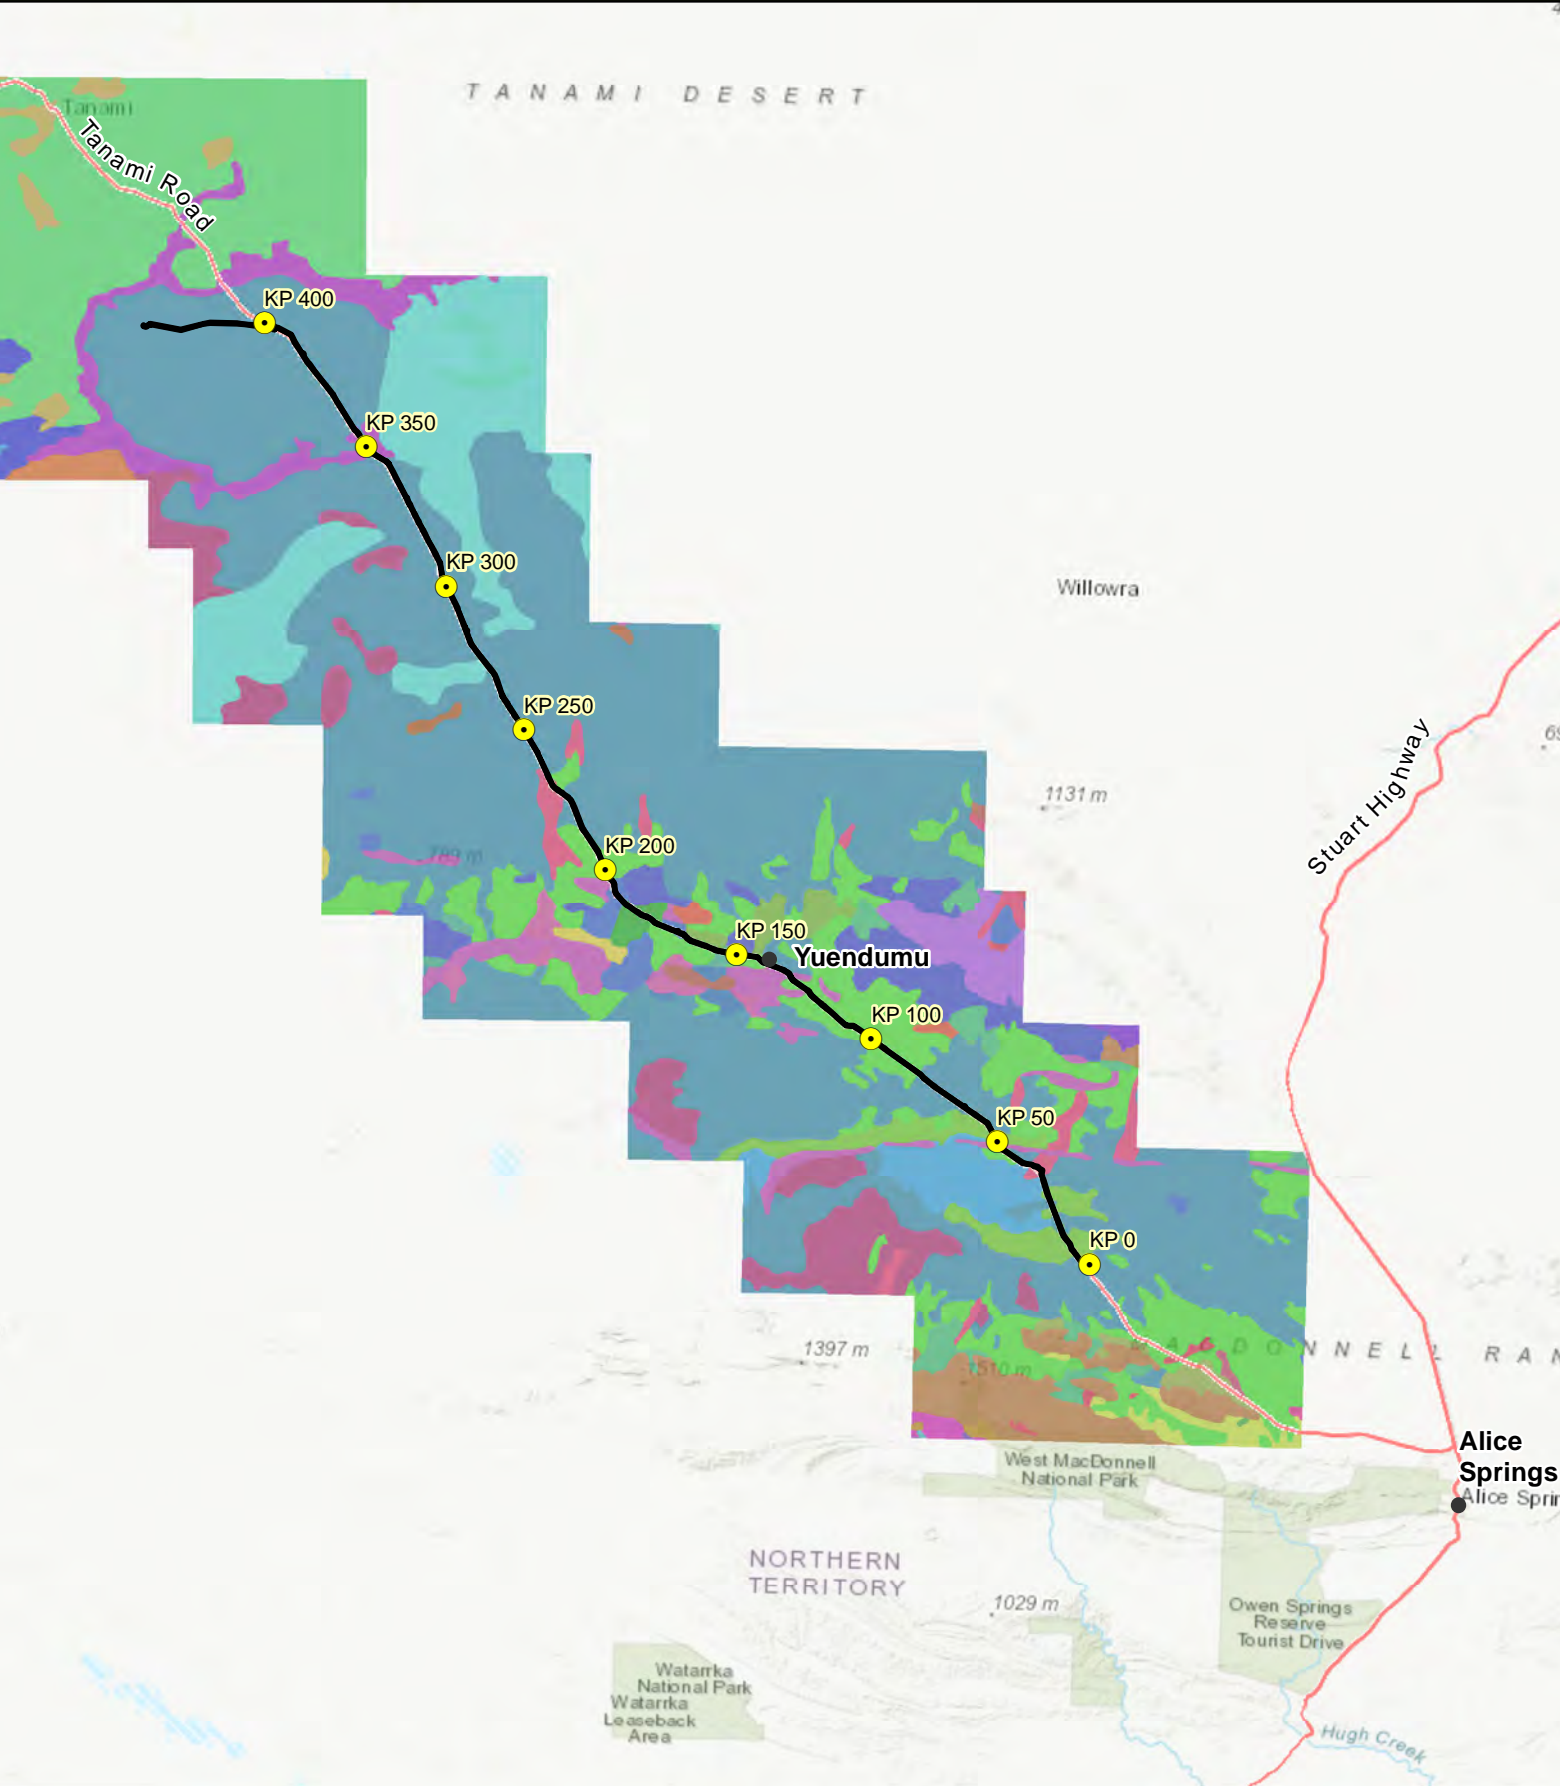 TANAMI DESERT
Tanami
Tanami Road
KP 400
KP 350
KP 300
Willowra
KP 250
Stuart Highway
1131 m
KP 200
789 m
KP 150
Yuendumu
KP 100
KP 50
KP 0
1397 m
MACDONNELL RAN
1510 m
Alice
Springs
Alice Sprin
West MacDonnell
National Park
NORTHERN
TERRITORY
1029 m
Owen Springs
Reserve
Tourist Drive
Watarrka
National Park
Watarrka
Leaseback
Area
Hugh Creek